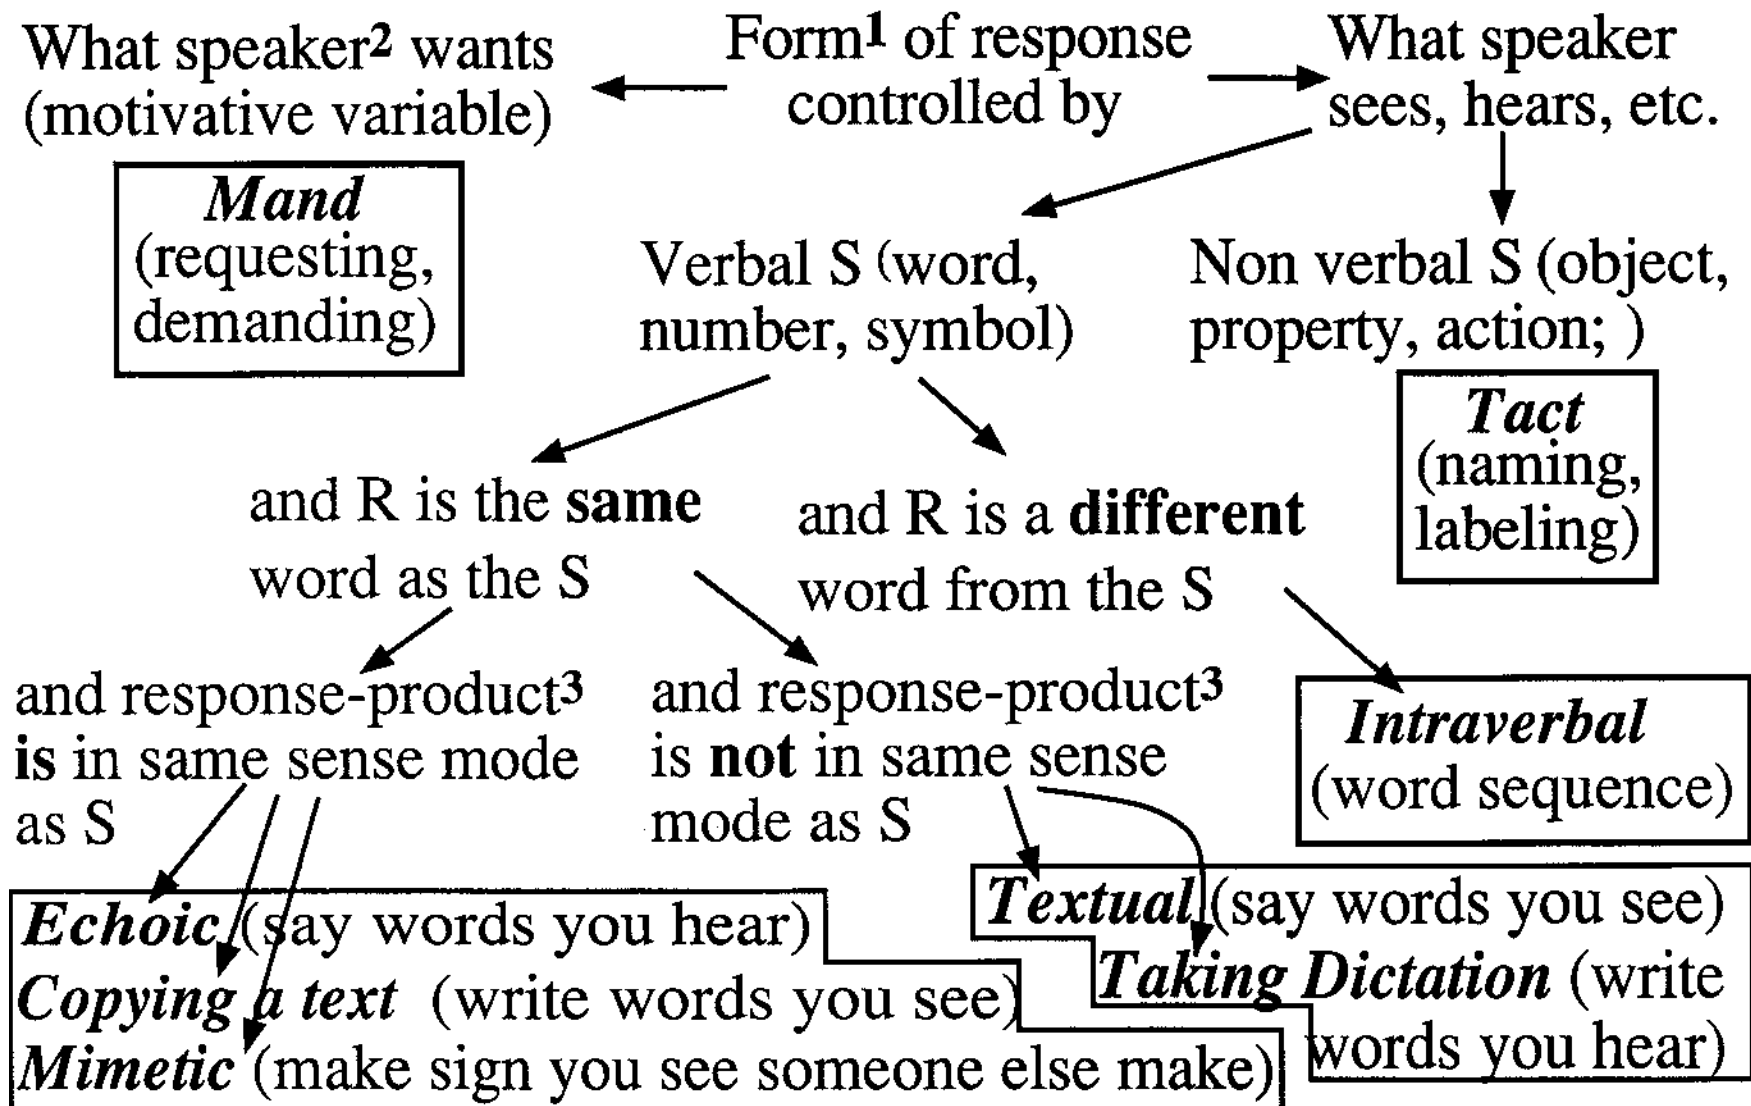 What speaker2 wants
(motivative variable)
Form1 of response
controlled by
What speaker
sees, hears, etc.
Mand
(requesting,
demanding)
Verbal S (word,
number, symbol)
Non verbal S (object,
property, action; )
Tact
(naming,
labeling)
and R is the same
word as the S
and R is a different
word from the S
and response-product3
is in same sense mode
as S
and response-product3
is not in same sense
mode as S
Intraverbal
(word sequence)
Echoic (say words you hear)
Copying a text (write words you see)
Mimetic (make sign you see someone else make)
Textual (say words you see)
Taking Dictation (write
words you hear)